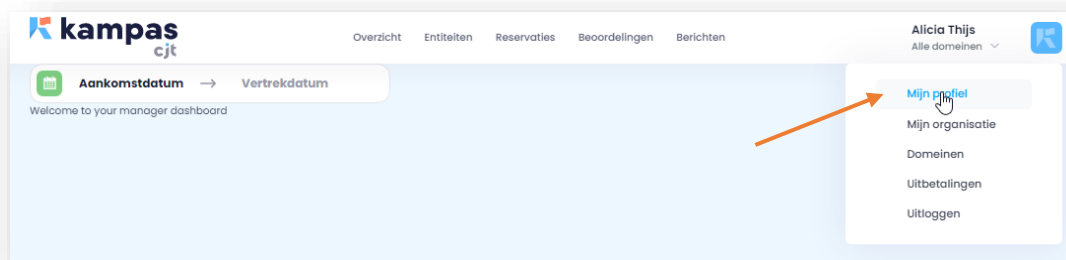 kampas
cjt
Overzicht Entiteiten Reservaties Beoordelingen Berichten
Alicia Thijs
Alle domeinen
Aankomstdatum → Vertrekdatum
Welcome to your manager dashboard
Mijn profiel
Mijn organisatie
Domeinen
Uitbetalingen
Uitloggen